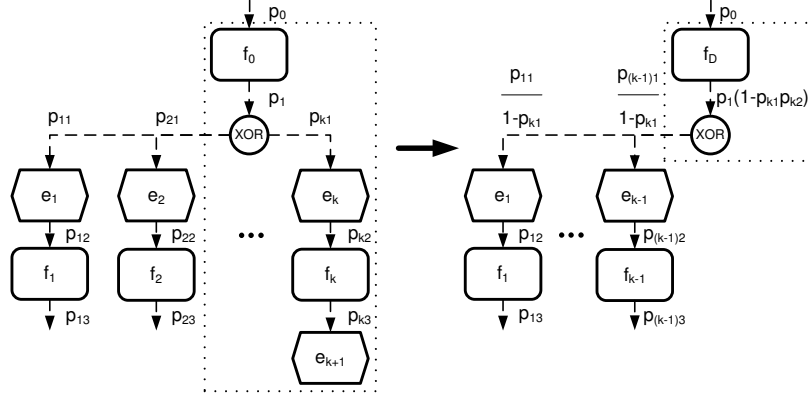 p0 p0
f0 fD
p1 p11 p(k-1)1 p1(1-pk1pk2)
p11 p21 XOR pk1 1-pk1 1-pk1 XOR
e1 e2 ek e1 ek-1
... ...
p12 p22 pk2 p12 p(k-1)2
f1 f2 fk f1 fk-1
p13 p23 pk3 p13 p(k-1)3
ek+1